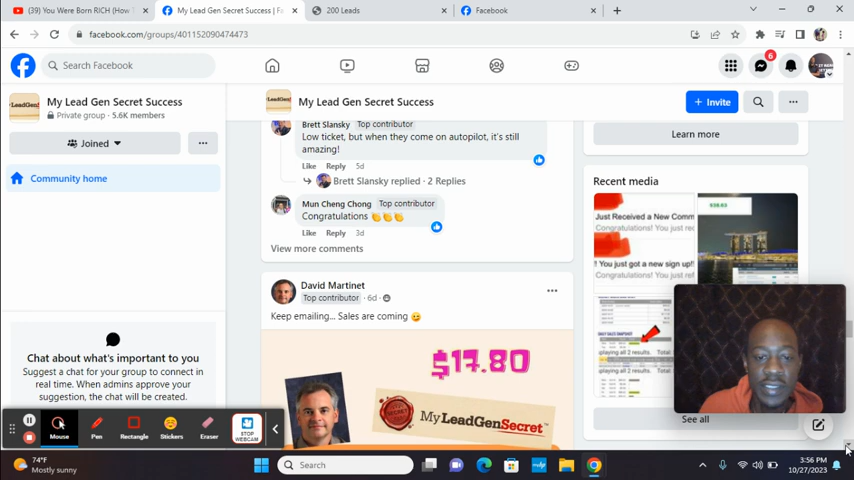 (39) You Were Born RICH (How T
My Lead Gen Secret Success | Fa
200 Leads
Facebook
facebook.com/groups/401152090474473
Search Facebook
6
My Lead Gen Secret Success
Private group · 5.6K members
Joined
Community home
Chat about what's important to you
Suggest a chat for your group to connect in
real time. When admins approve your
suggestion, the chat will be created.
My Lead Gen Secret Success
Invite
Brett Slansky Top contributor
Low ticket, but when they come on autopilot, it's still
amazing!
Like Reply 5d
Brett Slansky replied · 2 Replies
Mun Cheng Chong Top contributor
Congratulations 👏👏👏
Like Reply 3d
View more comments
David Martinet
Top contributor · 6d ·
Keep emailing... Sales are coming 😉
$17.80
MyLeadGenSecret
Learn more
Recent media
Just Received a New Comm
Congratulations! You just rec
! You just got a new sign up!!
Congratulations! You just rec
playing all 2 results. Total
See all
Mouse
Pen
Rectangle
Stickers
Eraser
STOP
WEBCAM
74°F
Mostly sunny
Search
3:56 PM
10/27/2023